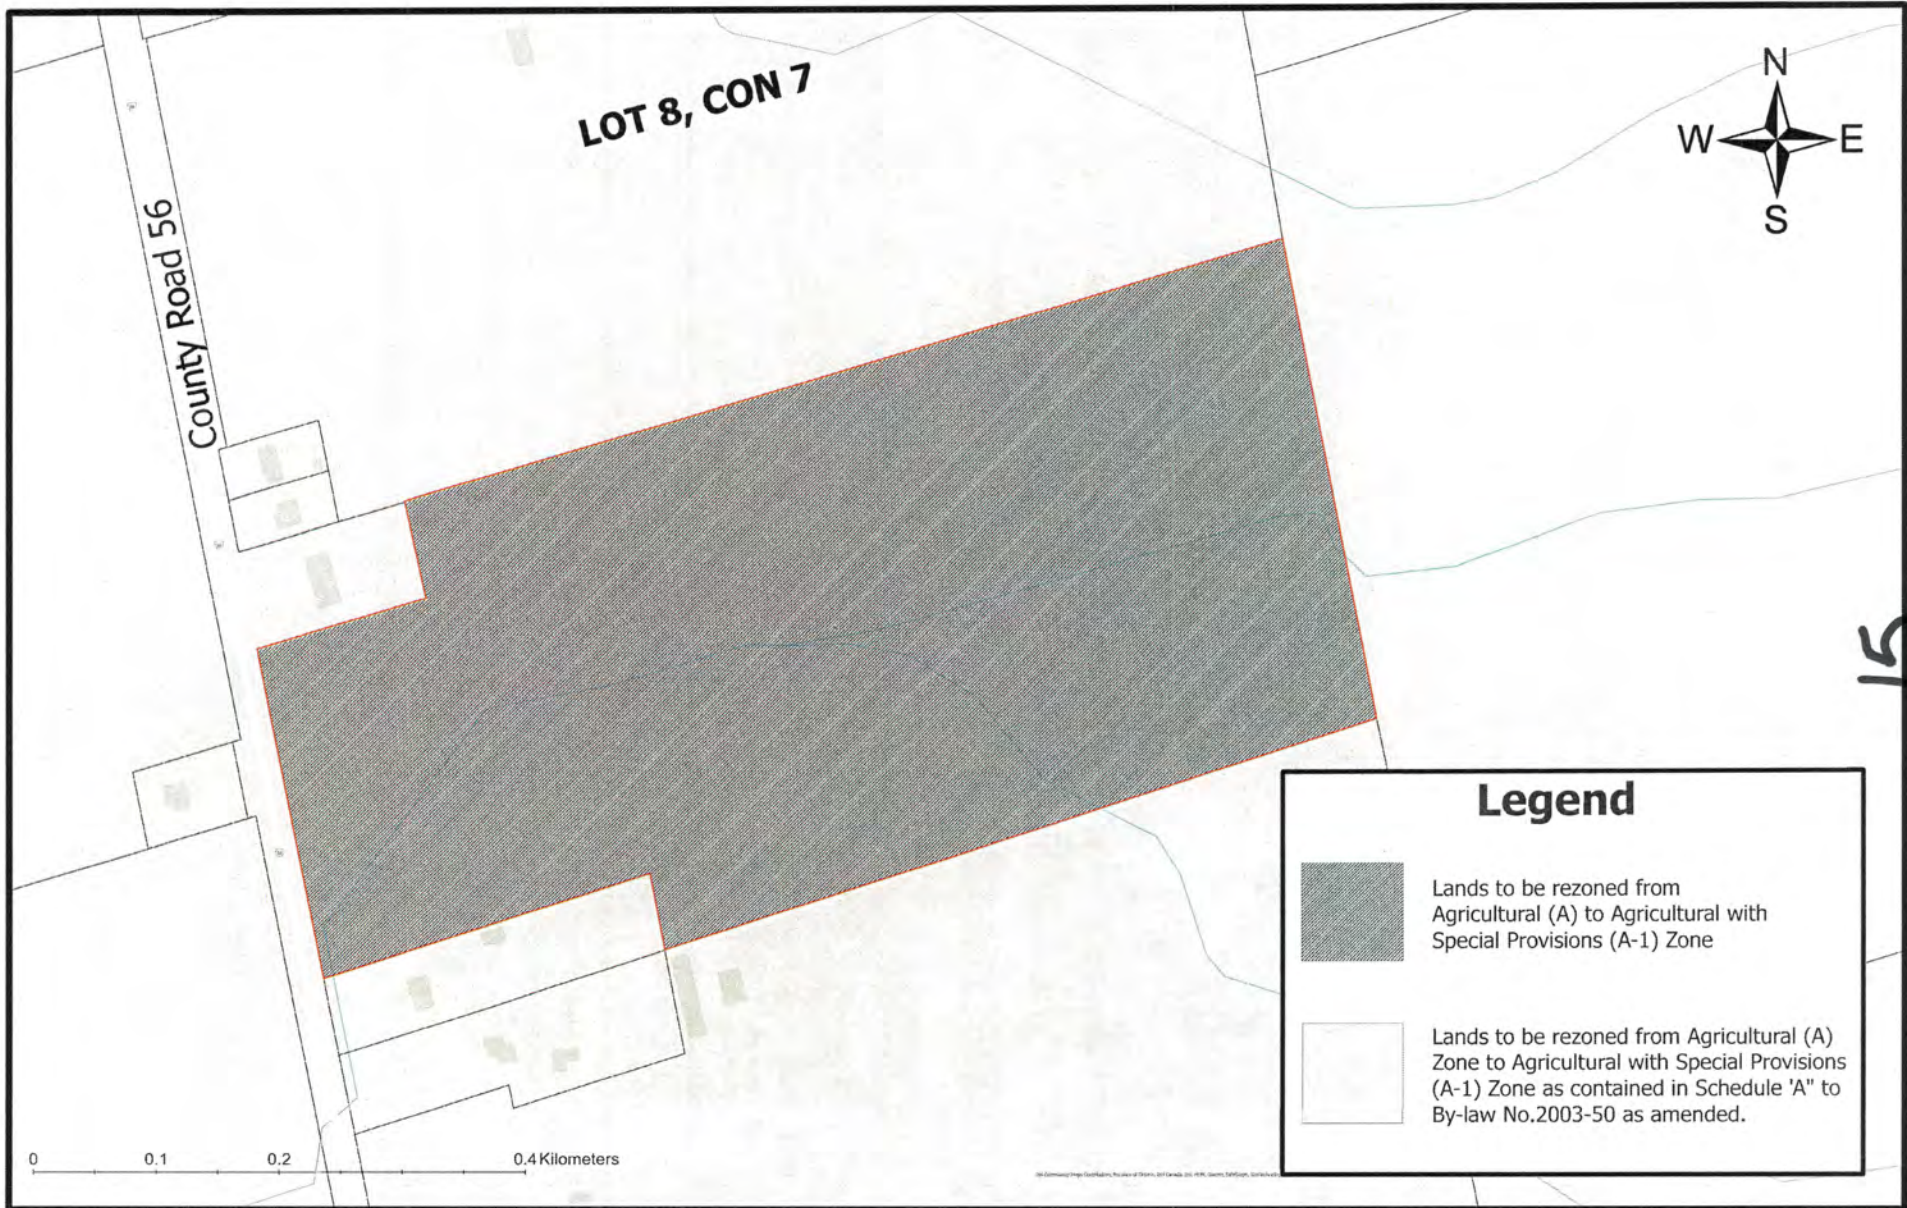 LOT 8, CON 7
N
W
E
S
County Road 56
15
Legend
Lands to be rezoned from
Agricultural (A) to Agricultural with
Special Provisions (A-1) Zone
Lands to be rezoned from Agricultural (A)
Zone to Agricultural with Special Provisions
(A-1) Zone as contained in Schedule 'A" to
By-law No.2003-50 as amended.
0 0.1 0.2 0.4 Kilometers